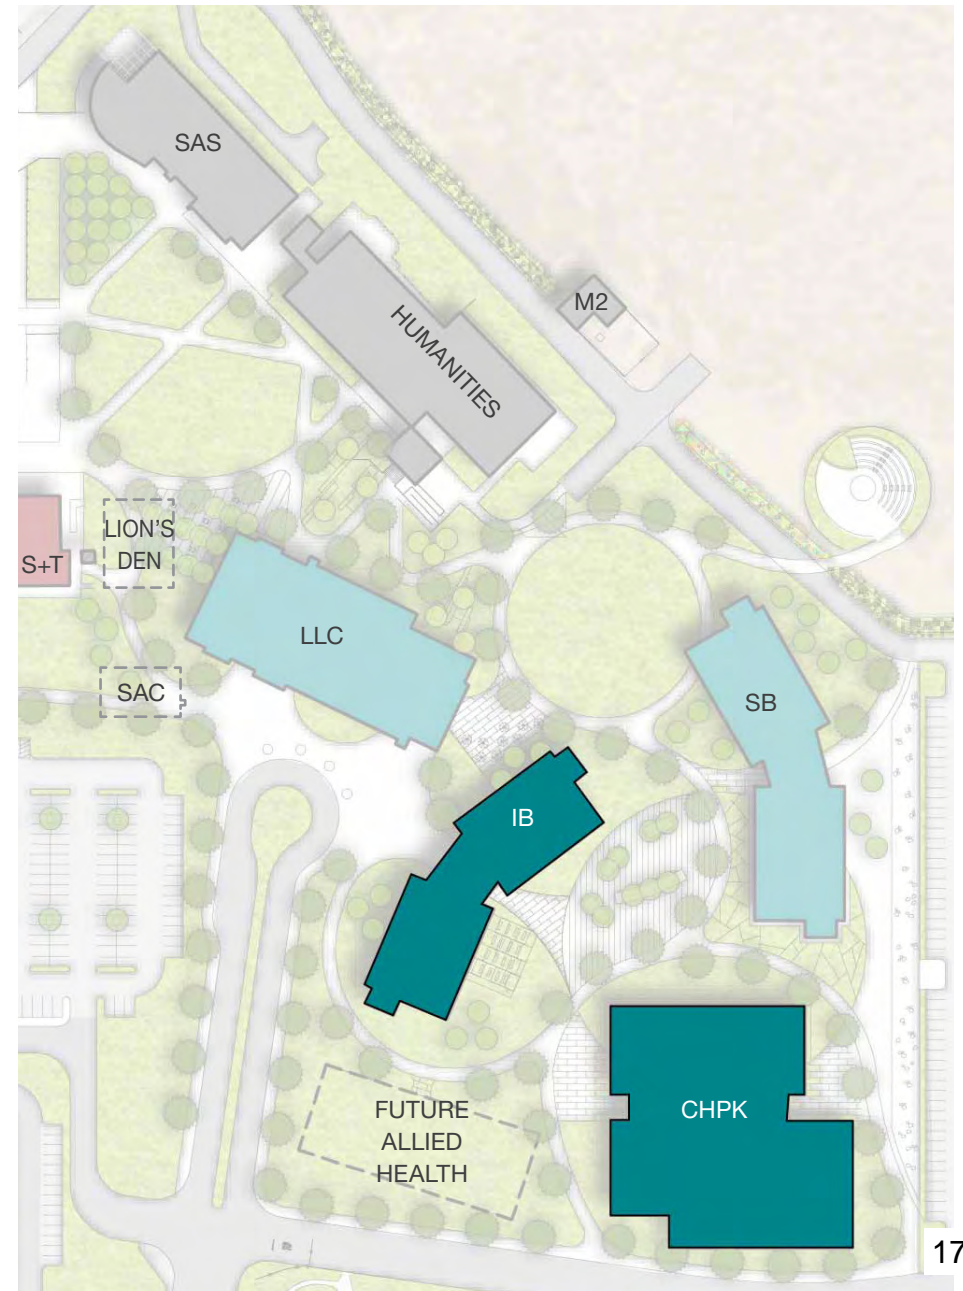 SAS
M2
HUMANITIES
LION'S
DEN
S+T
LLC
SAC
SB
IB
FUTURE
ALLIED
HEALTH
CHPK
17